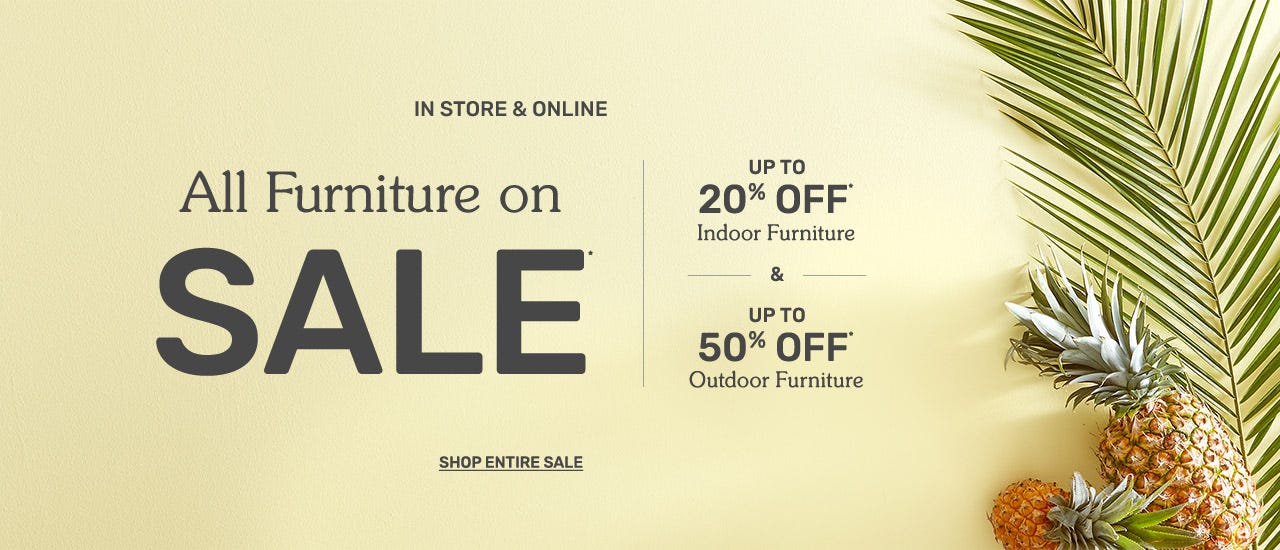 IN STORE & ONLINE
All Furniture on
SALE*
UP TO
20% OFF*
Indoor Furniture
&
UP TO
50% OFF*
Outdoor Furniture
SHOP ENTIRE SALE